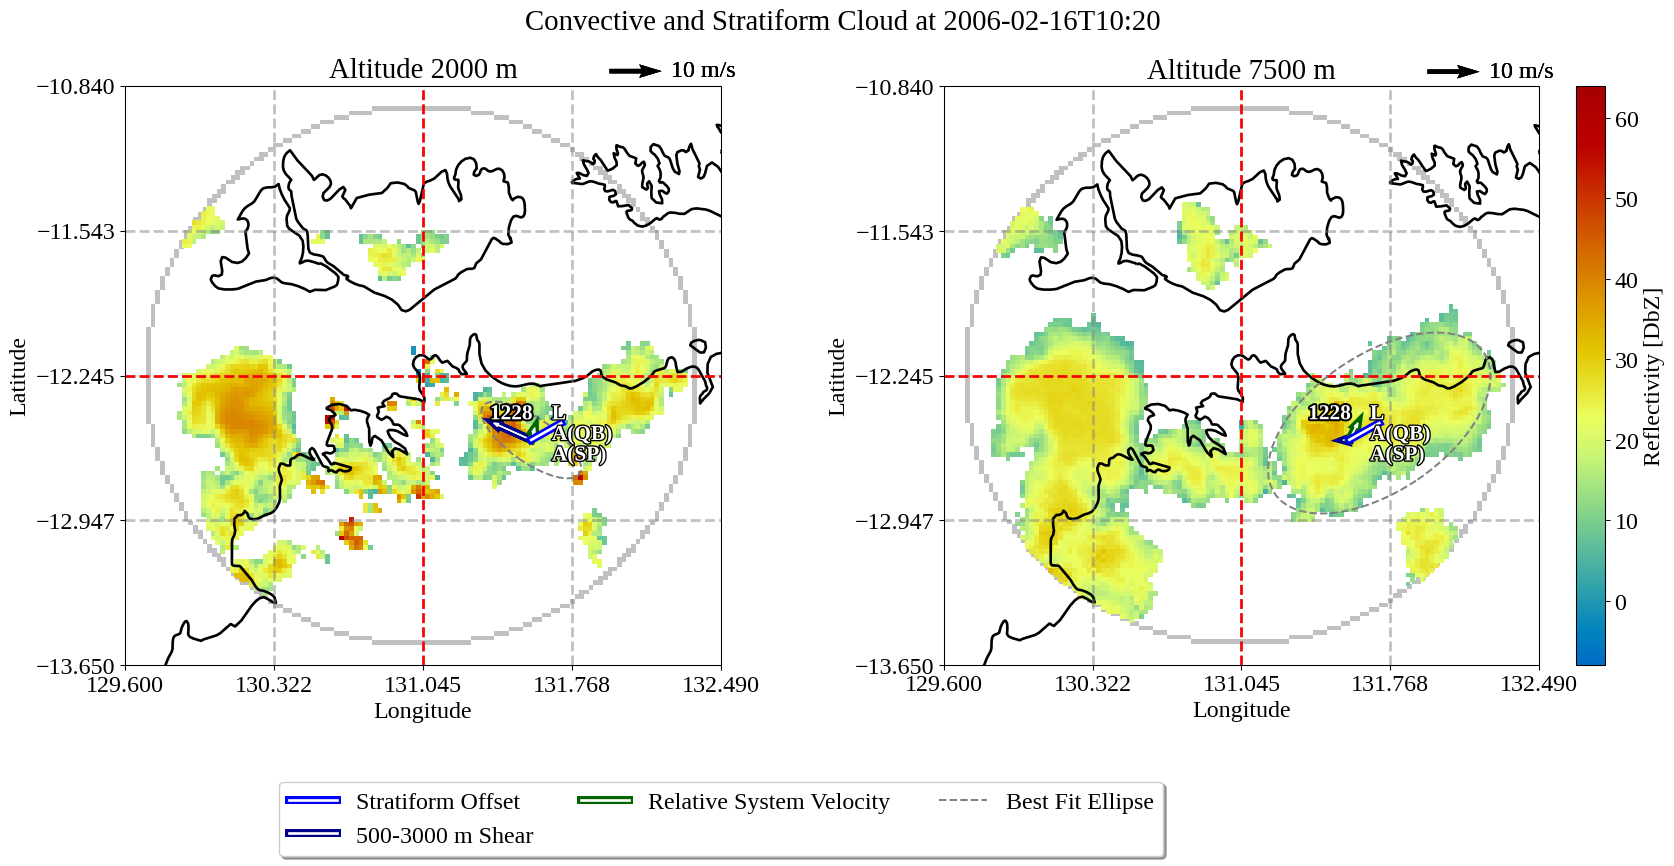 Convective and Stratiform Cloud at 2006-02-16T10:20
Altitude 2000 m
10 m/s
Altitude 7500 m
10 m/s
−10.840
−11.543
−12.245
−12.947
−13.650
Latitude
129.600
130.322
131.045
131.768
132.490
Longitude
1228
L
A(QB)
A(SP)
−10.840
−11.543
−12.245
−12.947
−13.650
Latitude
129.600
130.322
131.045
131.768
132.490
Longitude
1228
L
A(QB)
A(SP)
60
50
40
30
20
10
0
Reflectivity [DbZ]
Stratiform Offset
Relative System Velocity
Best Fit Ellipse
500-3000 m Shear